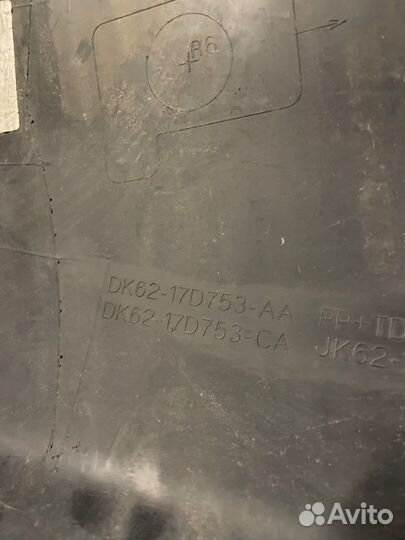 86
DK62-17D753-AA PP+TD
DK62-17D753-CA JK62-
Avito